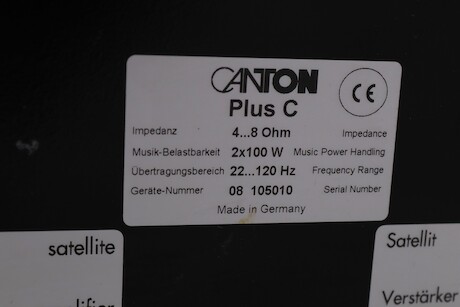 CANTON
CE
Plus C
Impedanz 4...8 Ohm Impedance
Musik-Belastbarkeit 2x100 W Music Power Handling
Übertragungsbereich 22...120 Hz Frequency Range
Geräte-Nummer 08 105010 Serial Number
Made in Germany
satellite
Satellit
Verstärker